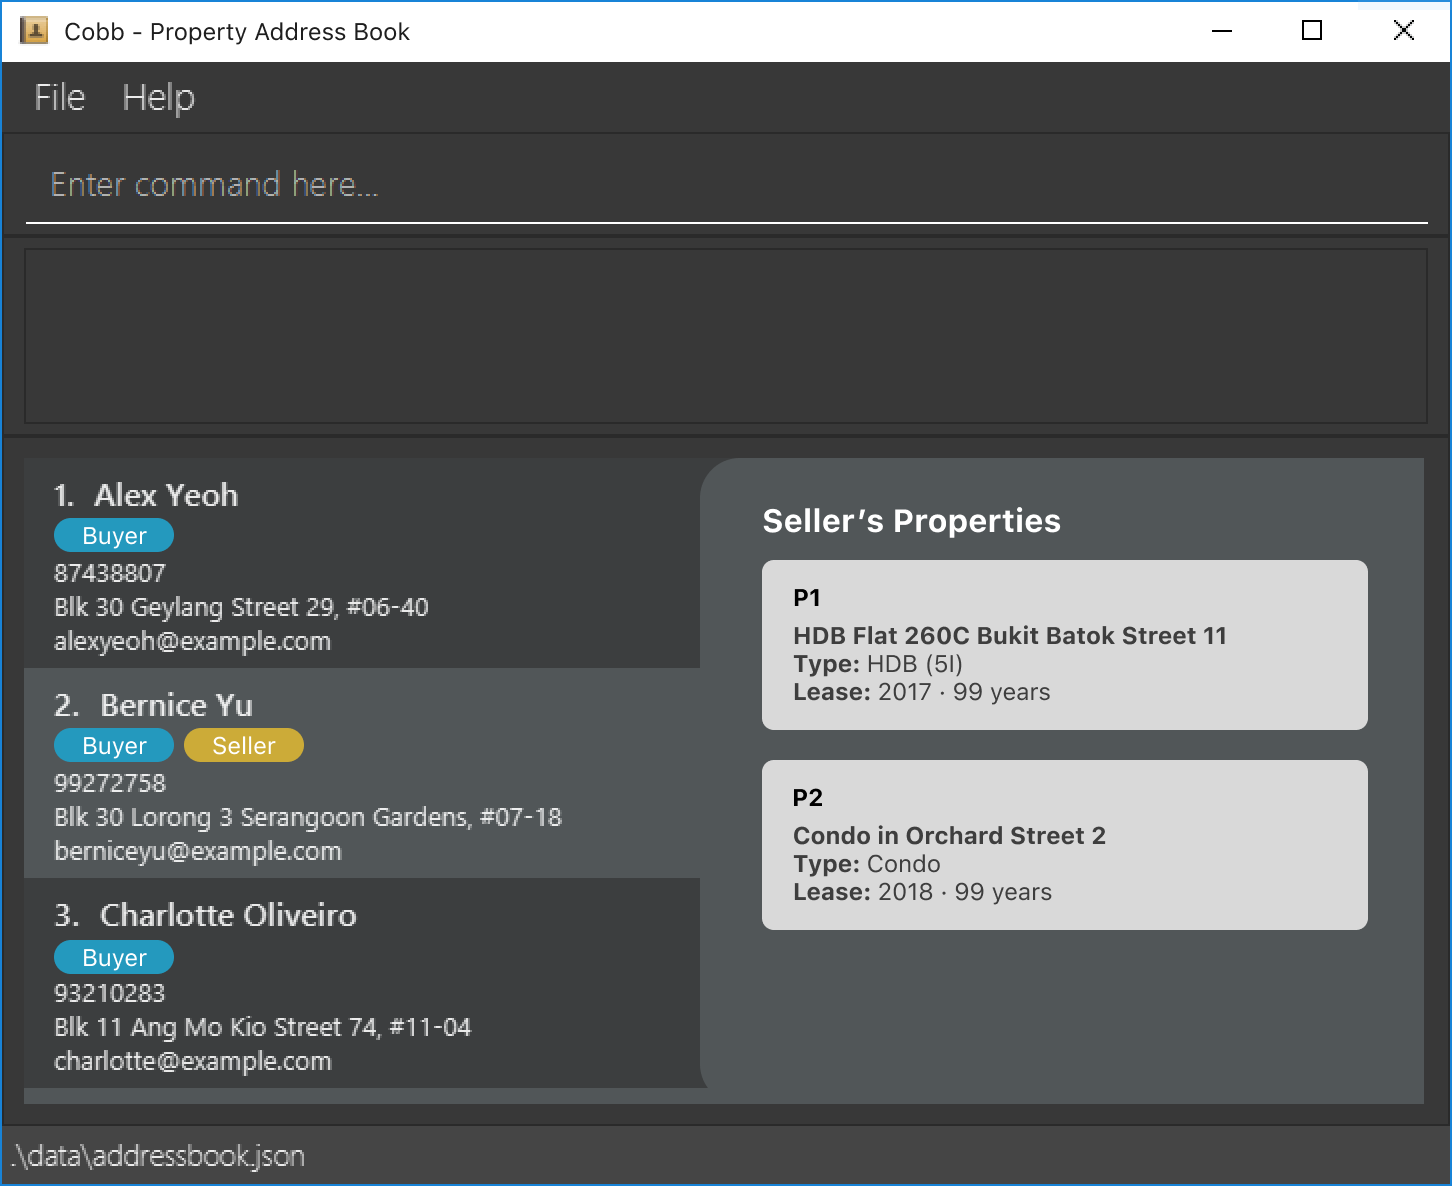 Cobb - Property Address Book
File Help
Enter command here...
1. Alex Yeoh
Buyer
87438807
Blk 30 Geylang Street 29, #06-40
alexyeoh@example.com
2. Bernice Yu
Buyer Seller
99272758
Blk 30 Lorong 3 Serangoon Gardens, #07-18
berniceyu@example.com
3. Charlotte Oliveiro
Buyer
93210283
Blk 11 Ang Mo Kio Street 74, #11-04
charlotte@example.com
Seller’s Properties
P1
HDB Flat 260C Bukit Batok Street 11
Type: HDB (5I)
Lease: 2017 · 99 years
P2
Condo in Orchard Street 2
Type: Condo
Lease: 2018 · 99 years
.\data\addressbook.json